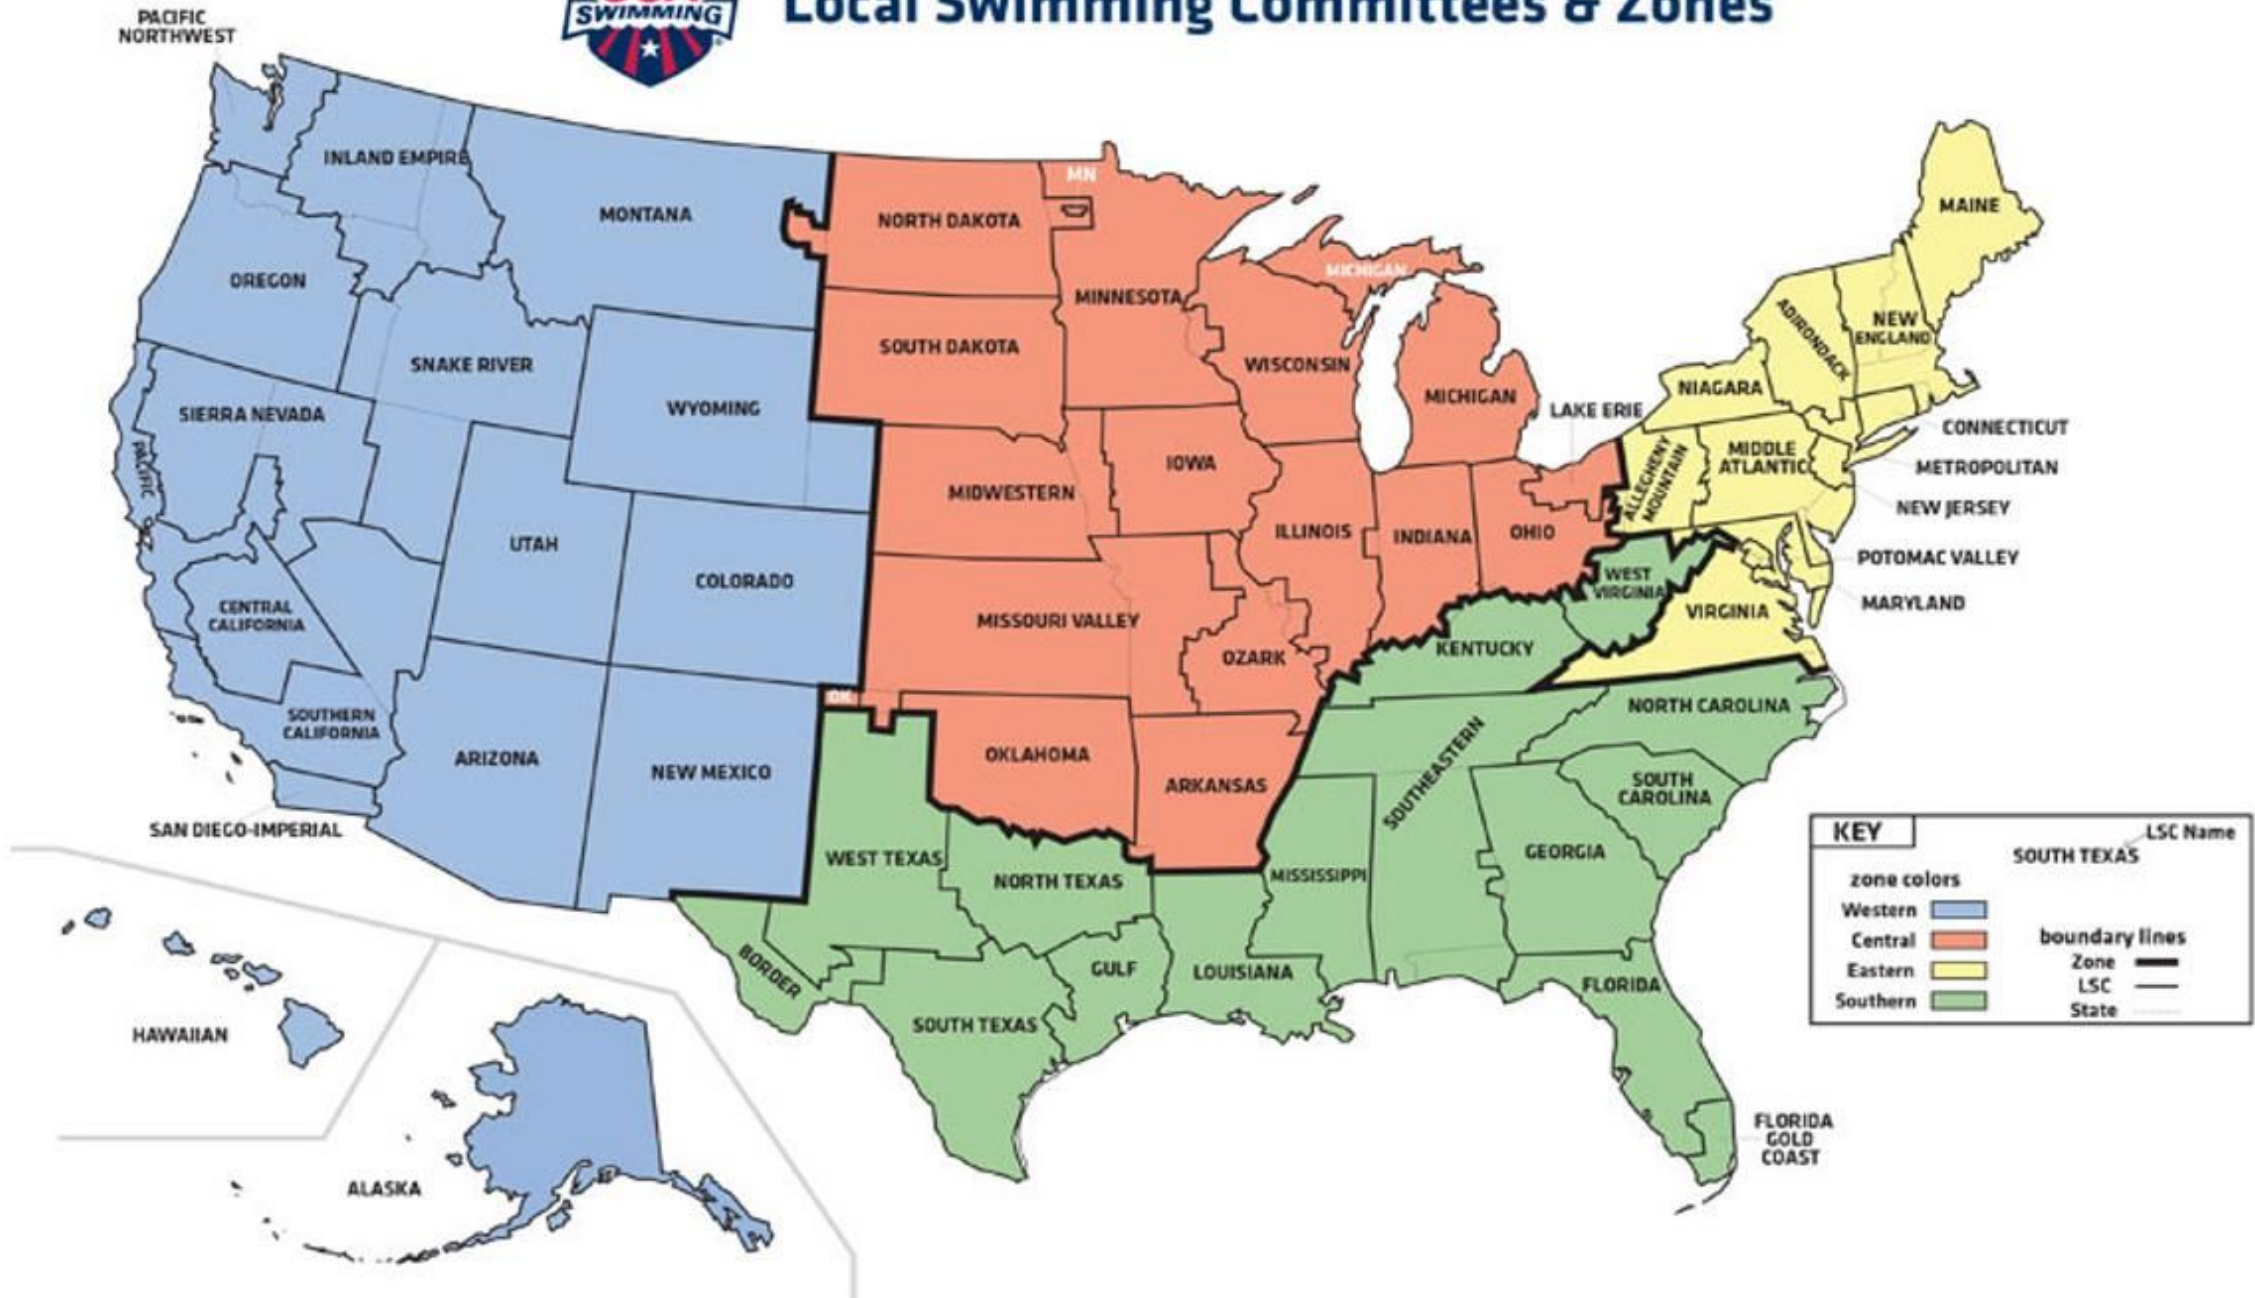 SWIMMING
Local Swimming Committees & Zones
PACIFIC
NORTHWEST
INLAND EMPIRE
MONTANA
OREGON
SNAKE RIVER
WYOMING
SIERRA NEVADA
PACIFIC
UTAH
COLORADO
CENTRAL
CALIFORNIA
SOUTHERN
CALIFORNIA
ARIZONA
NEW MEXICO
SAN DIEGO-IMPERIAL
HAWAIIAN
ALASKA
NORTH DAKOTA
MN
MINNESOTA
SOUTH DAKOTA
MICHIGAN
WISCONSIN
MICHIGAN
LAKE ERIE
MIDWESTERN
IOWA
ILLINOIS
INDIANA
OHIO
MISSOURI VALLEY
OZARK
OK
OKLAHOMA
ARKANSAS
MAINE
ADIRONDACK
NEW
ENGLAND
NIAGARA
CONNECTICUT
ALLEGHENY
MOUNTAIN
MIDDLE
ATLANTIC
METROPOLITAN
NEW JERSEY
POTOMAC VALLEY
MARYLAND
VIRGINIA
WEST
VIRGINIA
KENTUCKY
NORTH CAROLINA
SOUTHEASTERN
SOUTH
CAROLINA
GEORGIA
MISSISSIPPI
WEST TEXAS
NORTH TEXAS
BORDER
GULF
LOUISIANA
SOUTH TEXAS
FLORIDA
FLORIDA
GOLD
COAST
KEY
LSC Name
SOUTH TEXAS
zone colors
Western
Central
Eastern
Southern
boundary lines
Zone
LSC
State